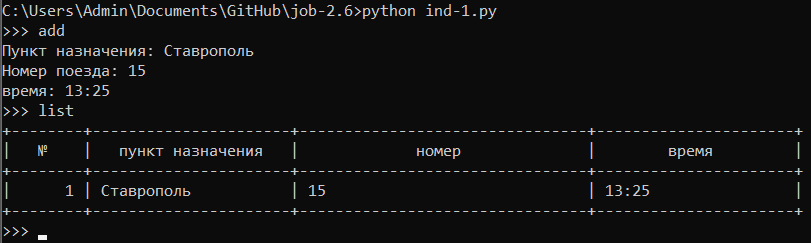 C:\Users\Admin\Documents\GitHub\job-2.6>python ind-1.py
>>> add
Пункт назначения: Ставрополь
Номер поезда: 15
время: 13:25
>>> list
+--------+----------------------+--------------------------------+----------------------+
|   №    |   пункт назначения   |             номер              |        время         |
+--------+----------------------+--------------------------------+----------------------+
|      1 | Ставрополь           | 15                             | 13:25                |
+--------+----------------------+--------------------------------+----------------------+
>>>